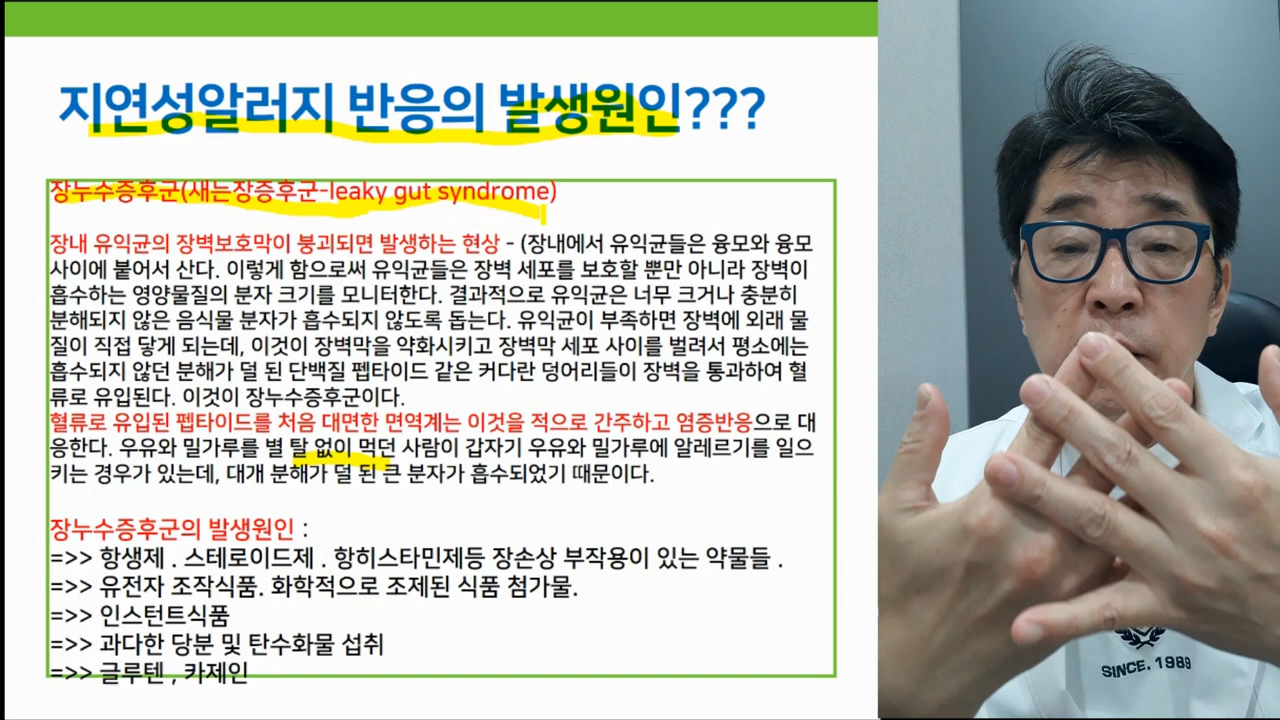 지연성알러지 반응의 발생원인???
장누수증후군(새는장증후군-leaky gut syndrome)
장내 유익균의 장벽보호막이 붕괴되면 발생하는 현상 - (장내에서 유익균들은 융모와 융모
사이에 붙어서 산다. 이렇게 함으로써 유익균들은 장벽 세포를 보호할 뿐만 아니라 장벽이
흡수하는 영양물질의 분자 크기를 모니터한다. 결과적으로 유익균은 너무 크거나 충분히
분해되지 않은 음식물 분자가 흡수되지 않도록 돕는다. 유익균이 부족하면 장벽에 외래 물
질이 직접 닿게 되는데, 이것이 장벽막을 약화시키고 장벽막 세포 사이를 벌려서 평소에는
흡수되지 않던 분해가 덜 된 단백질 펩타이드 같은 커다란 덩어리들이 장벽을 통과하여 혈
류로 유입된다. 이것이 장누수증후군이다.
혈류로 유입된 펩타이드를 처음 대면한 면역계는 이것을 적으로 간주하고 염증반응으로 대
응한다. 우유와 밀가루를 별 탈 없이 먹던 사람이 갑자기 우유와 밀가루에 알레르기를 일으
키는 경우가 있는데, 대개 분해가 덜 된 큰 분자가 흡수되었기 때문이다.
장누수증후군의 발생원인 :
=>> 항생제 . 스테로이드제 . 항히스타민제등 장손상 부작용이 있는 약물들 .
=>> 유전자 조작식품. 화학적으로 조제된 식품 첨가물.
=>> 인스턴트식품
=>> 과다한 당분 및 탄수화물 섭취
=>> 글루텐 , 카제인
SINCE. 1989